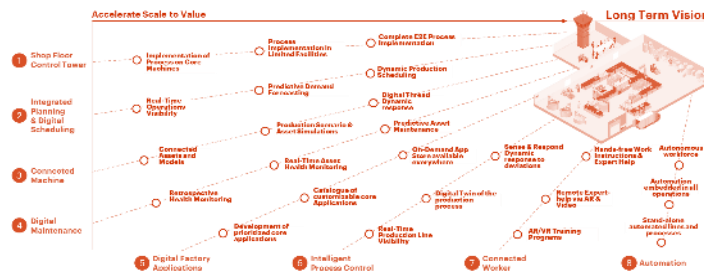 Accelerate Scale to Value
Long Term Vision
1 Shop Floor
Control Tower
Implementation of
Process on Core
Machines
Process
Implementation in
Limited Facilities
Complete E2E Process
Implementation
2 Integrated
Planning
& Digital
Scheduling
Real-Time
Operations
Visibility
Predictive Demand
Forecasting
Dynamic Production
Scheduling
3 Connected
Machine
Connected
Assets and
Models
Production Scenario &
Asset Simulations
Digital Thread
Dynamic
response
4 Digital
Maintenance
Retrospective
Health Monitoring
Real-Time Asset
Health Monitoring
Predictive Asset
Maintenance
5 Digital Factory
Applications
Development of
prioritized core
applications
Catalogue of
customizable core
Applications
On-Demand App
Store available
everywhere
6 Intelligent
Process Control
Real-Time
Production Line
Visibility
Digital Twin of the
production
process
Sense & Respond
Dynamic
response to
deviations
7 Connected
Worker
AR/VR Training
Programs
Remote Expert-
help via AR &
Video
Hands-free Work
Instructions &
Expert Help
8 Automation
Stand-alone
automated lines and
processes
Automation
embedded in all
operations
Autonomous
workforce